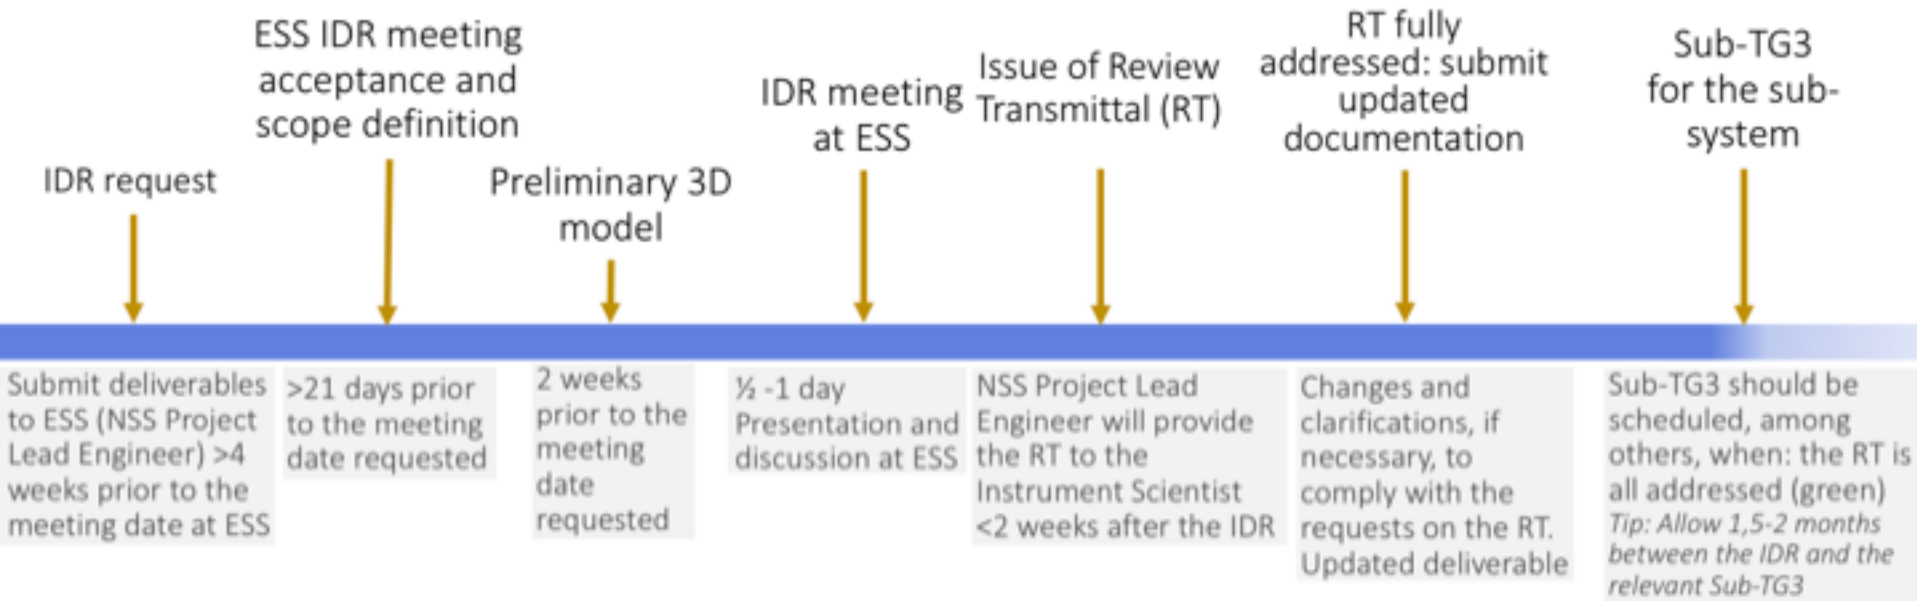 IDR request
ESS IDR meeting
acceptance and
scope definition
Preliminary 3D
model
IDR meeting
at ESS
Issue of Review
Transmittal (RT)
RT fully
addressed: submit
updated
documentation
Sub-TG3
for the sub-
system
Submit deliverables
to ESS (NSS Project
Lead Engineer) >4
weeks prior to the
meeting date at ESS
>21 days prior
to the meeting
date requested
2 weeks
prior to the
meeting
date
requested
½ -1 day
Presentation and
discussion at ESS
NSS Project Lead
Engineer will provide
the RT to the
Instrument Scientist
<2 weeks after the IDR
Changes and
clarifications, if
necessary, to
comply with the
requests on the RT.
Updated deliverable
Sub-TG3 should be
scheduled, among
others, when: the RT is
all addressed (green)
Tip: Allow 1,5-2 months
between the IDR and the
relevant Sub-TG3